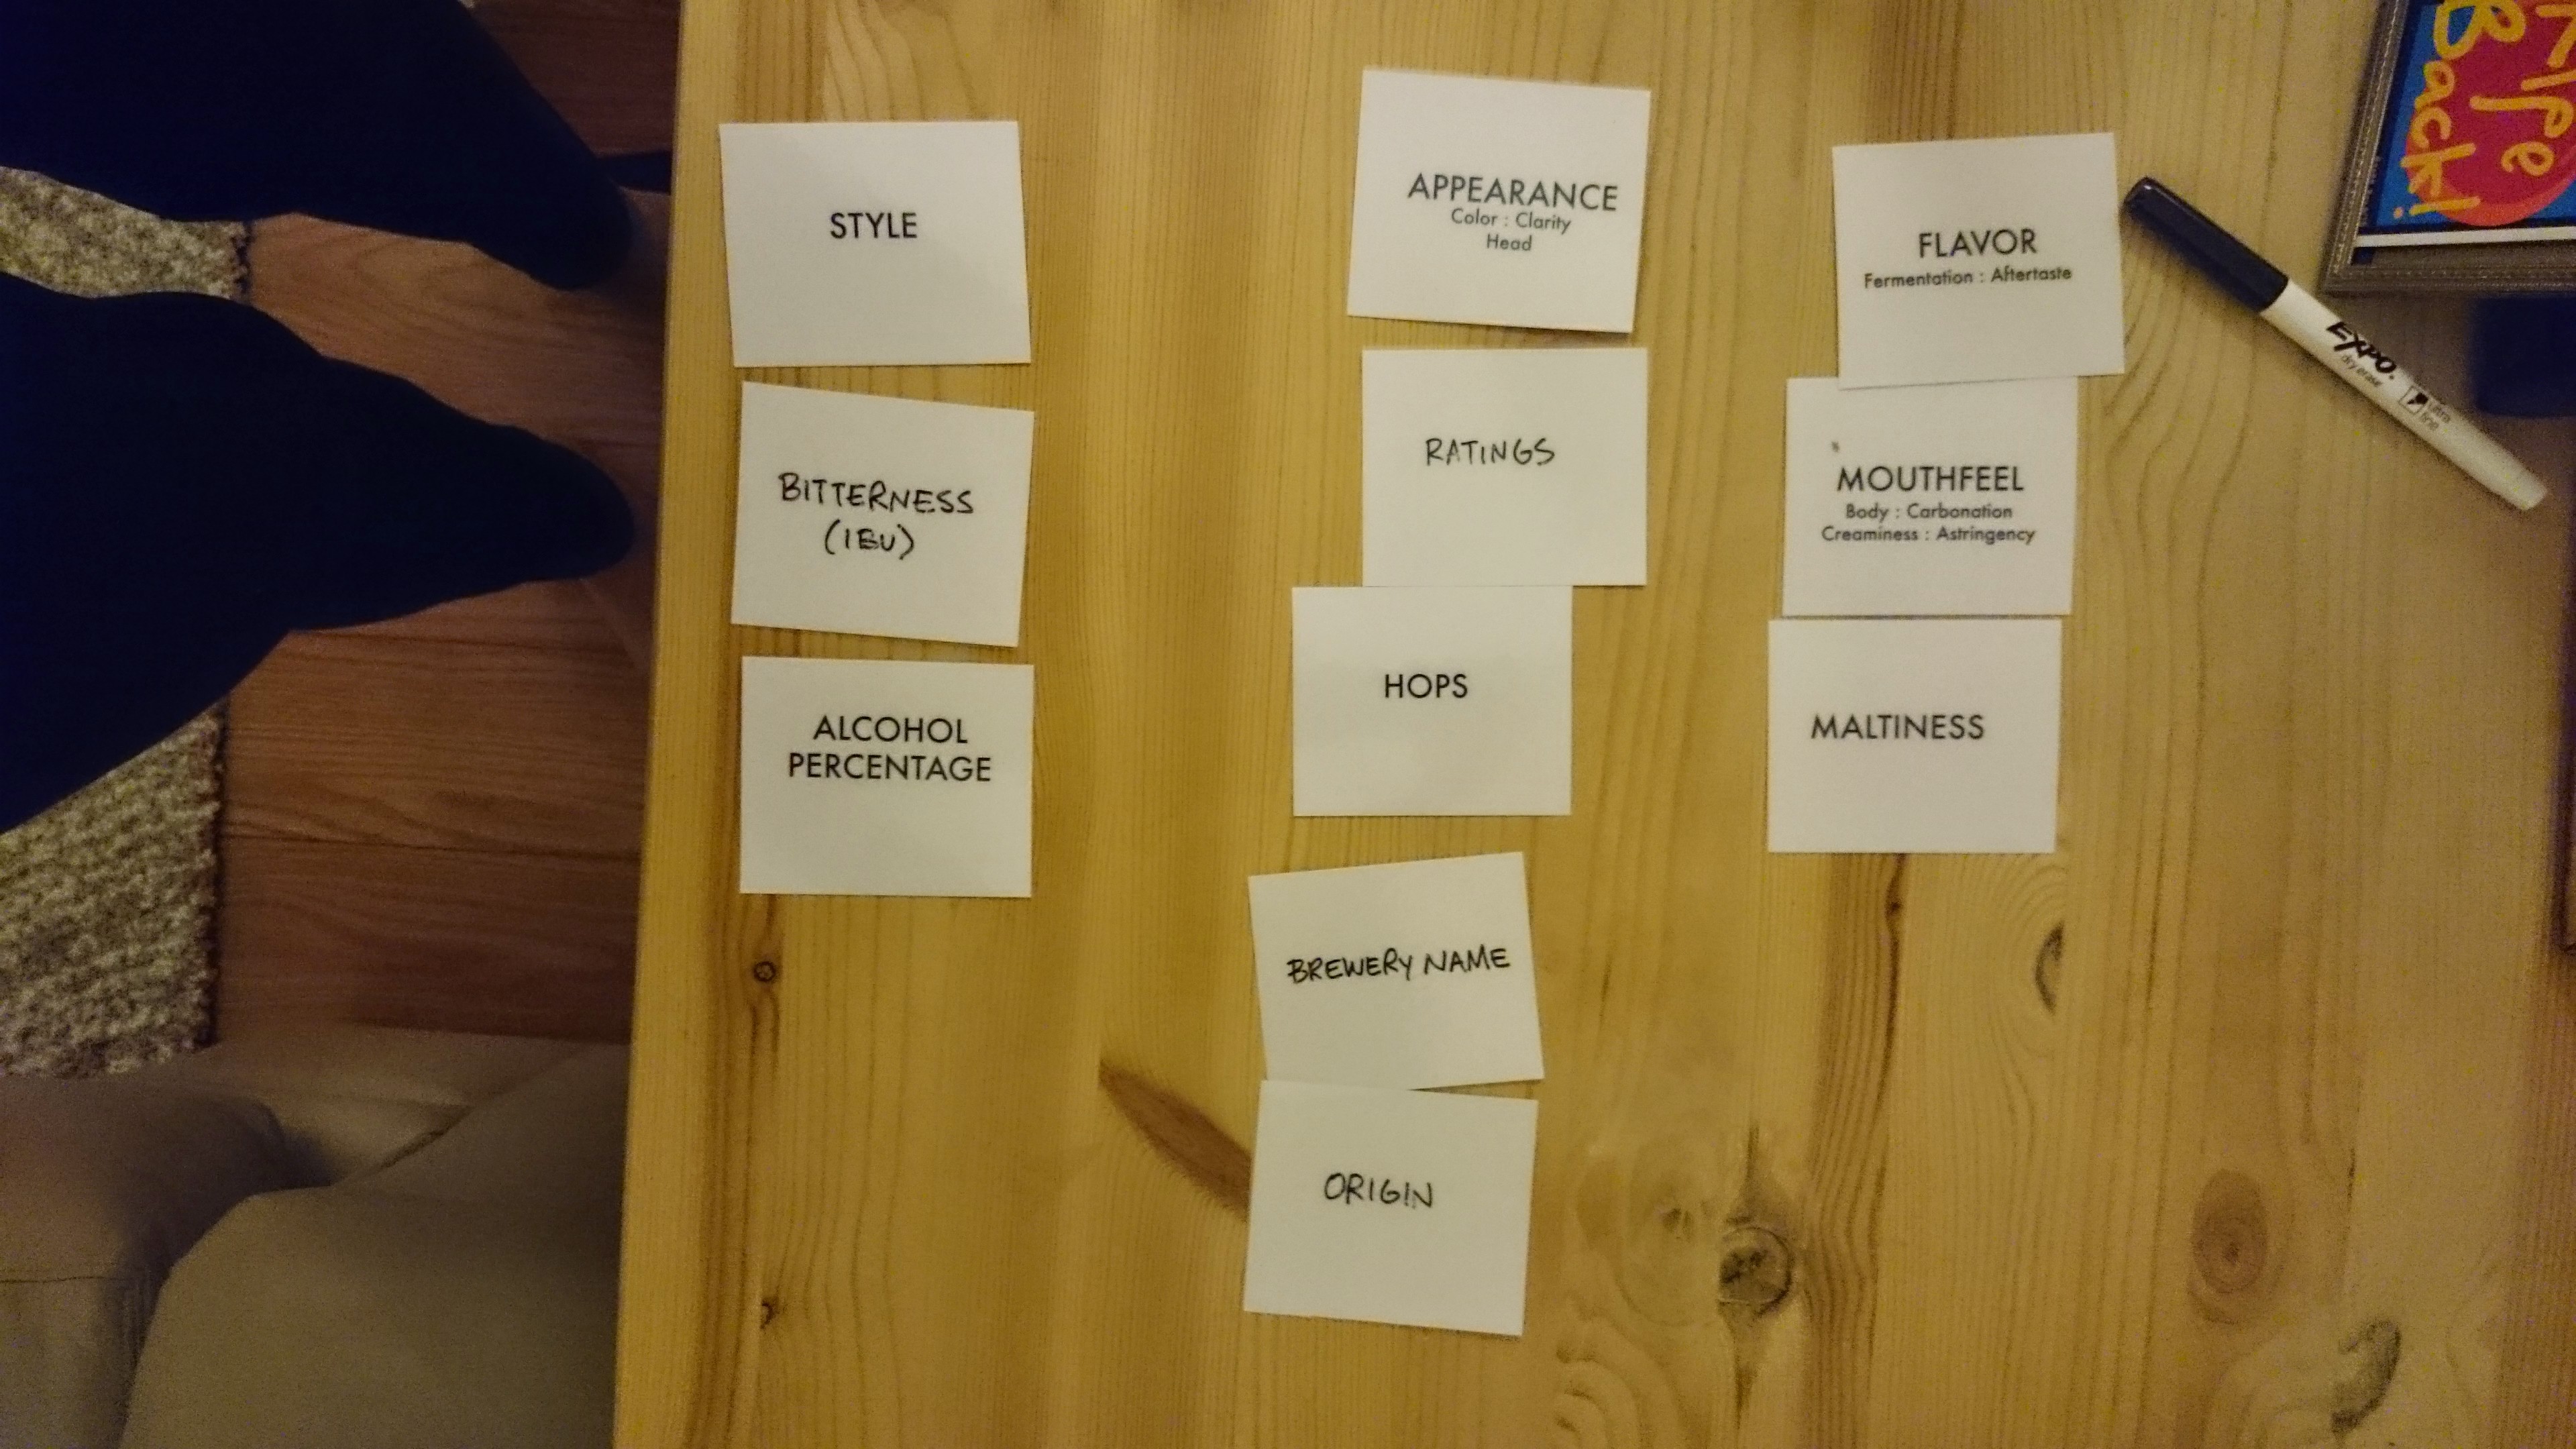 STYLE
BITTERNESS
(IBU)
ALCOHOL
PERCENTAGE
APPEARANCE
Color : Clarity
Head
RATINGS
HOPS
BREWERY NAME
ORIGIN
FLAVOR
Fermentation : Aftertaste
MOUTHFEEL
Body : Carbonation
Creaminess : Astringency
MALTINESS
EXPO
dry erase
ultra
fine
Back!